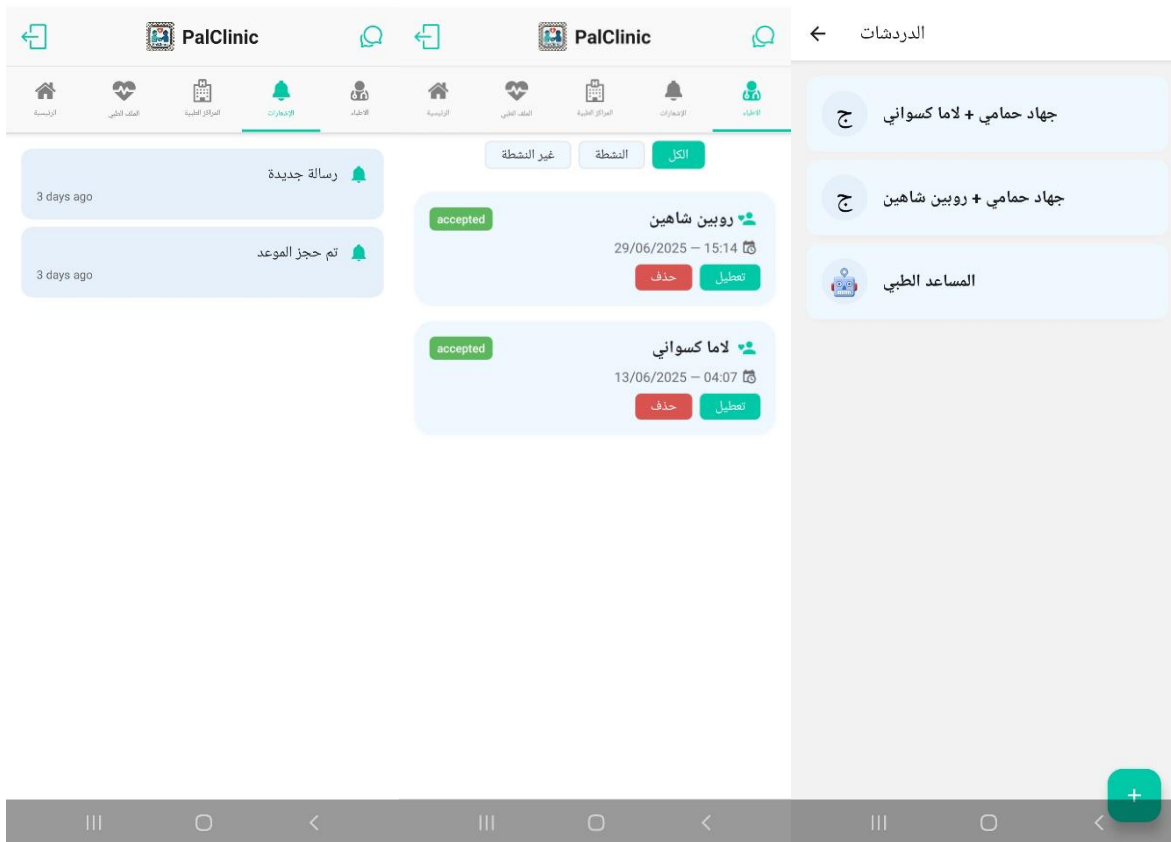 PalClinic
الرئيسية
الملف الطبي
المراكز الطبية
الإشعارات
الاطباء
رسالة جديدة
3 days ago
تم حجز الموعد
3 days ago
PalClinic
الرئيسية
الملف الطبي
المراكز الطبية
الإشعارات
الاطباء
الكل
النشطة
غير النشطة
روبين شاهين
accepted
29/06/2025 – 15:14
تعطيل
حذف
لاما كسواني
accepted
13/06/2025 – 04:07
تعطيل
حذف
الدردشات
جهاد حمامي + لاما كسواني
ج
جهاد حمامي + روبين شاهين
ج
المساعد الطبي
+